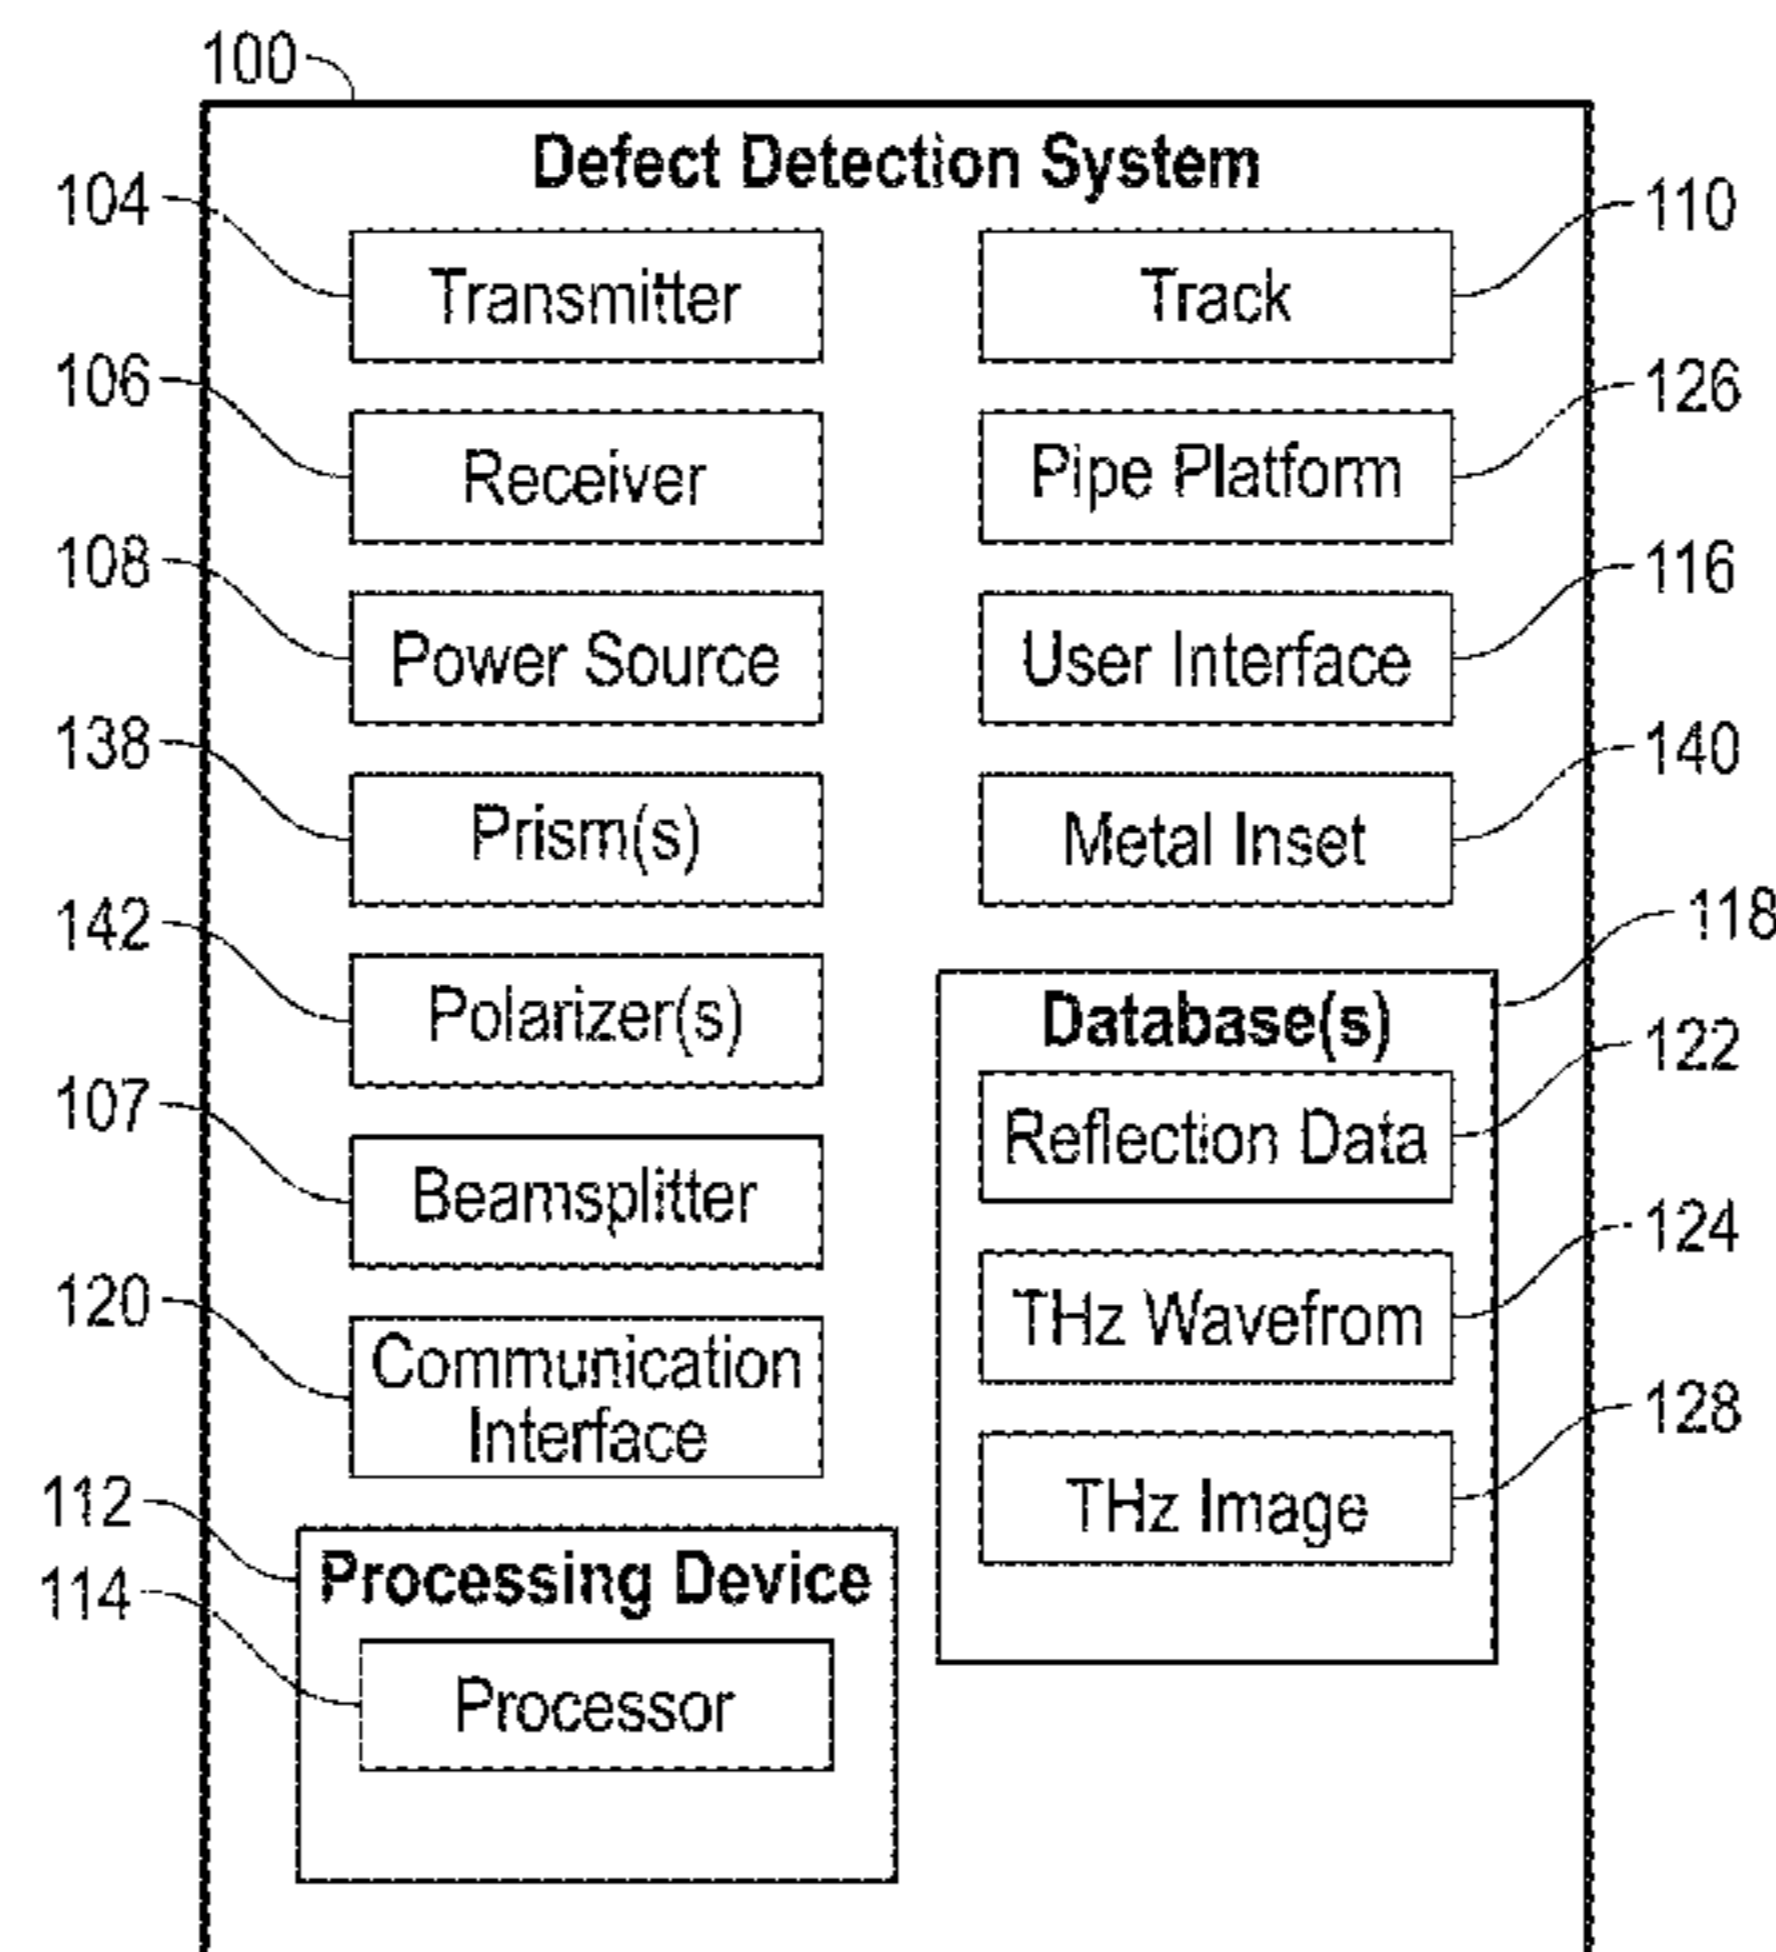 100
Defect Detection System
104
Transmitter
Track
110
106
Receiver
Pipe Platform
126
108
Power Source
User Interface
116
138
Prism(s)
Metal Inset
140
142
Polarizer(s)
118
Database(s)
122
107
Beamsplitter
Reflection Data
120
Communication
Interface
THz Wavefrom
124
112
Processing Device
THz Image
128
114
Processor